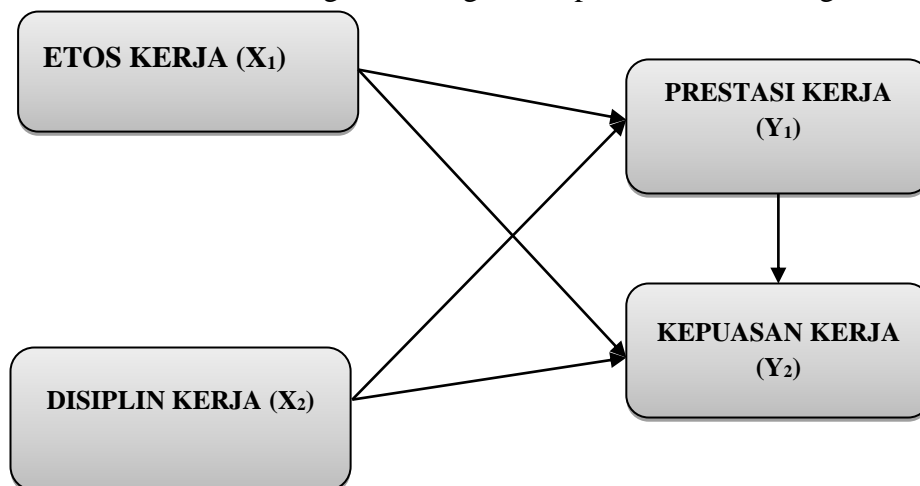 ETOS KERJA (X₁)
PRESTASI KERJA
(Y₁)
KEPUASAN KERJA
(Y₂)
DISIPLIN KERJA (X₂)